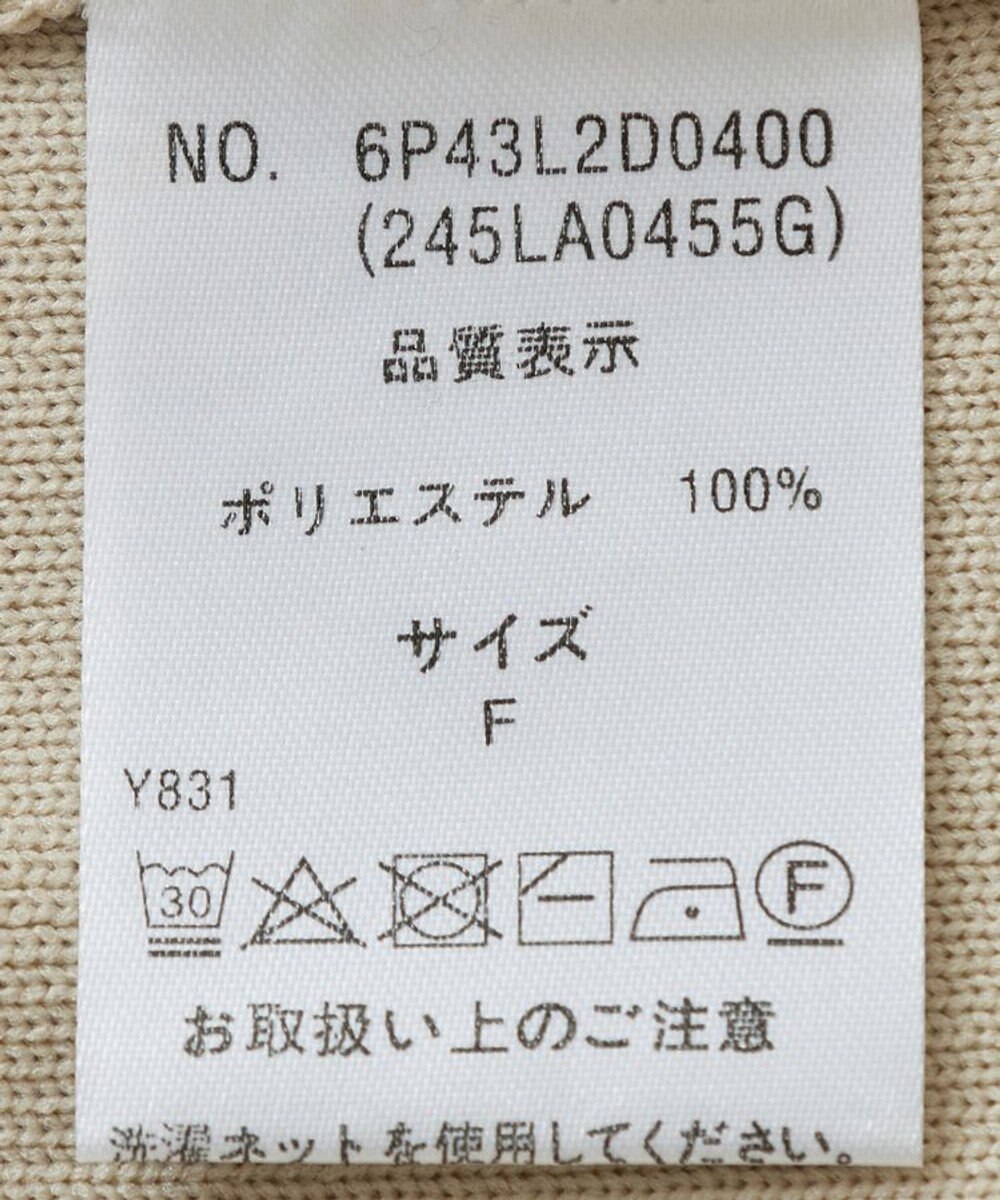 NO. 6P43L2D0400
(245LA0455G)
品質表示
ポリエステル 100%
サイズ
F
Y831
30 F
お取扱い上のご注意
洗濯ネットを使用してください。